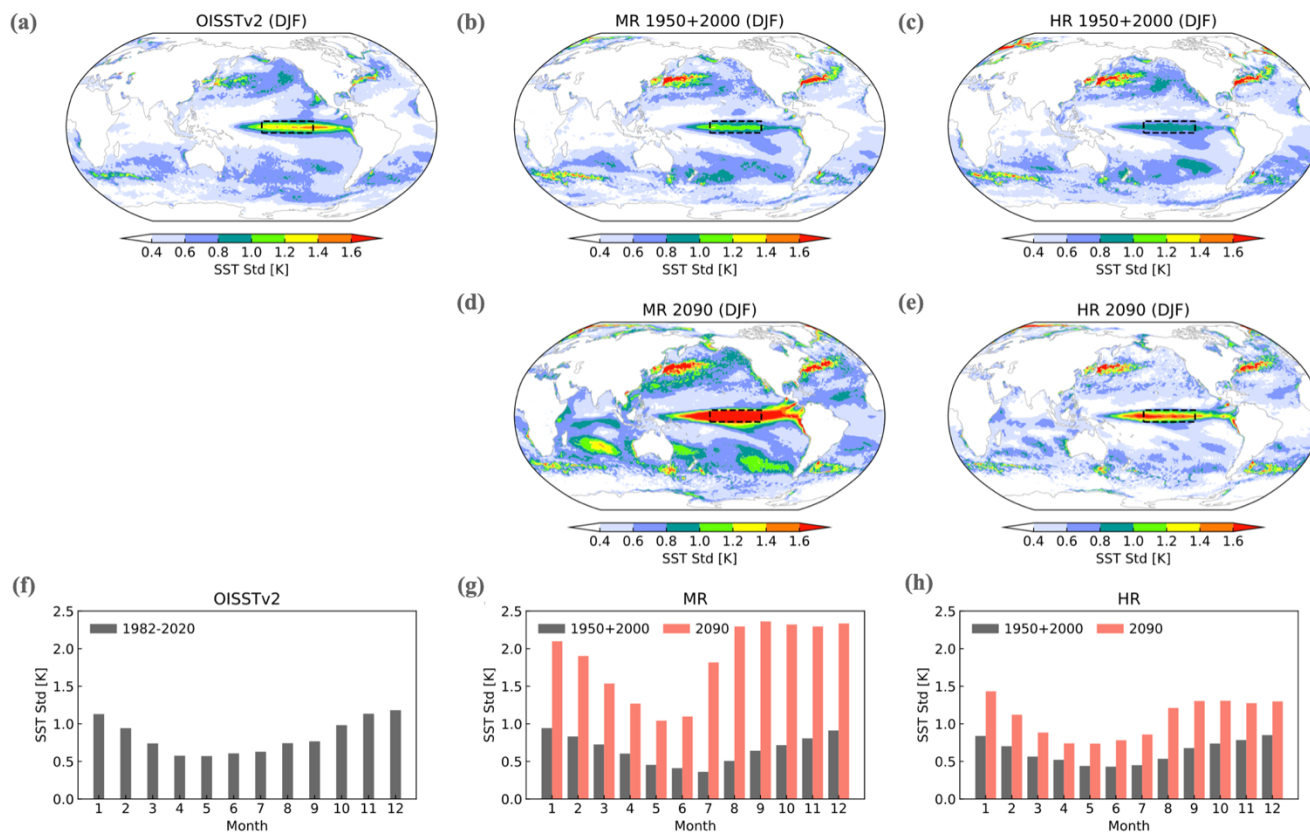 (a) OISSTv2 (DJF)
0.4 0.6 0.8 1.0 1.2 1.4 1.6
SST Std [K]
(b) MR 1950+2000 (DJF)
0.4 0.6 0.8 1.0 1.2 1.4 1.6
SST Std [K]
(c) HR 1950+2000 (DJF)
0.4 0.6 0.8 1.0 1.2 1.4 1.6
SST Std [K]
(d) MR 2090 (DJF)
0.4 0.6 0.8 1.0 1.2 1.4 1.6
SST Std [K]
(e) HR 2090 (DJF)
0.4 0.6 0.8 1.0 1.2 1.4 1.6
SST Std [K]
(f) OISSTv2
1982-2020
SST Std [K]
2.5
2.0
1.5
1.0
0.5
0.0
1 2 3 4 5 6 7 8 9 10 11 12
Month
(g) MR
1950+2000 2090
SST Std [K]
2.5
2.0
1.5
1.0
0.5
0.0
1 2 3 4 5 6 7 8 9 10 11 12
Month
(h) HR
1950+2000 2090
SST Std [K]
2.5
2.0
1.5
1.0
0.5
0.0
1 2 3 4 5 6 7 8 9 10 11 12
Month